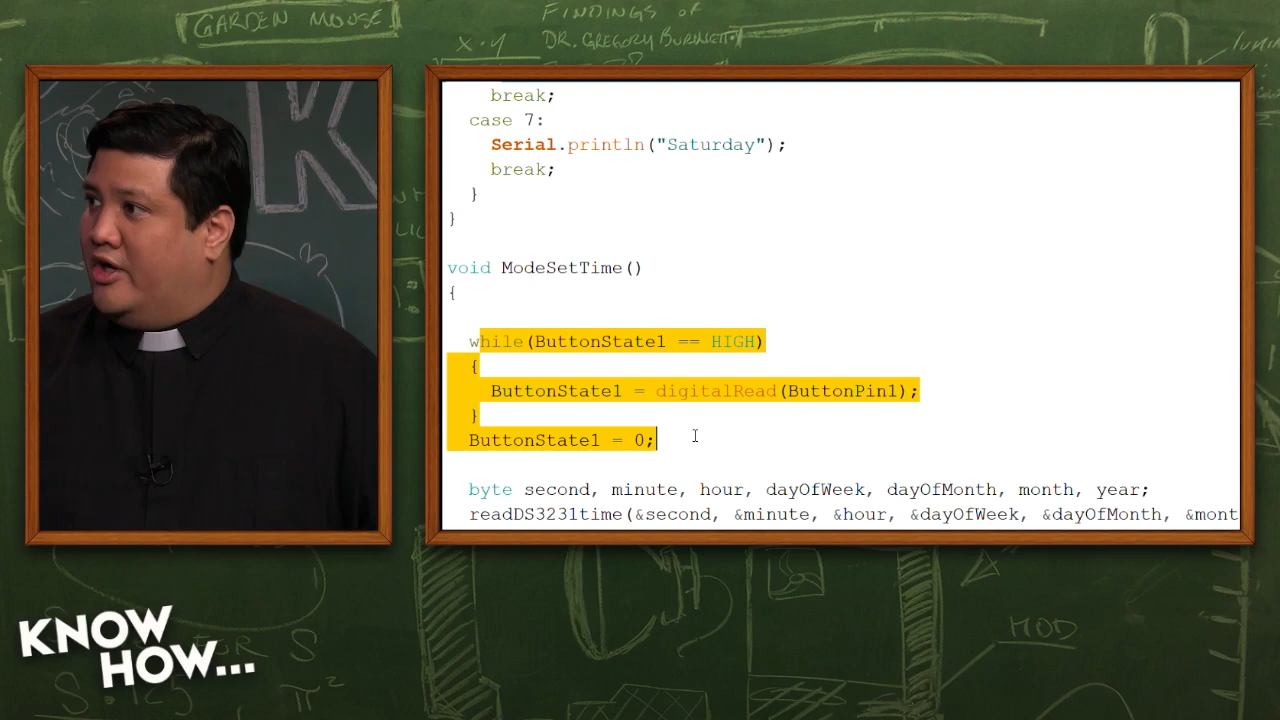 GARDEN MOUSE
FINDINGS OF
DR. GREGORY BURNETT
X·Y
K
break;
case 7:
Serial.println("Saturday");
break;
}
}
void ModeSetTime()
{
while(ButtonState1 == HIGH)
{
ButtonState1 = digitalRead(ButtonPin1);
}
ButtonState1 = 0;
byte second, minute, hour, dayOfWeek, dayOfMonth, month, year;
readDS3231time(&second, &minute, &hour, &dayOfWeek, &dayOfMonth, &mont
KNOW
HOW...
MOD
π²